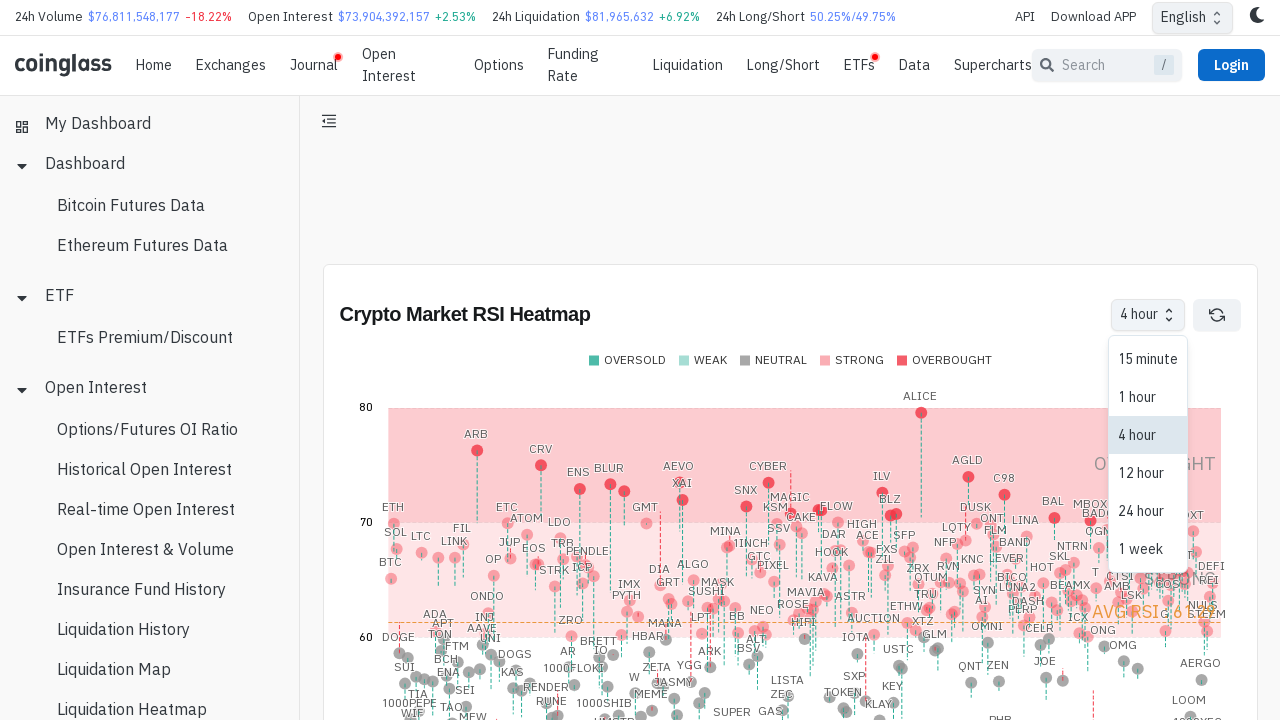 24h Volume $76,811,548,177 -18.22% Open Interest $73,904,392,157 +2.53% 24h Liquidation $81,965,632 +6.92% 24h Long/Short 50.25%/49.75% API Download APP English
coinglass Home Exchanges Journal Open Interest Options Funding Rate Liquidation Long/Short ETFs Data Supercharts Search / Login
My Dashboard
Dashboard
Bitcoin Futures Data
Ethereum Futures Data
ETF
ETFs Premium/Discount
Open Interest
Options/Futures OI Ratio
Historical Open Interest
Real-time Open Interest
Open Interest & Volume
Insurance Fund History
Liquidation History
Liquidation Map
Liquidation Heatmap
Crypto Market RSI Heatmap
4 hour
15 minute
1 hour
4 hour
12 hour
24 hour
1 week
OVERSOLD WEAK NEUTRAL STRONG OVERBOUGHT
80
ALICE
ARB
CRV
ENS BLUR AEVO CYBER ILV AGLD C98
XAI
SNX MAGIC BLZ BAL MBOX
70
ETH ETC GMT KSM FLOW DUSK
ATOM LDO CAKE ONT LINA
SOL LTC FIL MINA SSV DAR HIGH ACE LQTY FLM
LINK JUP EOS TRB 1INCH NFP SFP BAND
BTC OP PENDLE GTC HOOK FXS KNC LEVER NTRN
STRK ICP DIA ALGO PIXEL ZIL ZRX RVN HOT SKL
ONDO IMX GRT MASK KAVA QTUM BICO BEAMX AMB CTSI DEFI
PYTH SUSHI MAVIA ASTR TRU SYN LUNA2 LSK REI
ADA INJ ZRO LPT BB NEO ROSE ETHW AI DASH NULS
APT AAVE MANA HIFI AUCTION XTZ PERP ICX STEEM
60
DOGE TON UNI BRETT HBAR ALT IOTA GLM OMNI CELR ONG
FTM AR IO ARK BSV USTC OMG
SUI BCH DOGS 1000FLOKI ZETA YGG QNT ZEN JOE AERGO
ENA KAS W JASMY LISTA SXP KEY
TIA SEI RENDER MEME ZEC TOKEN LOOM
1000PEPE TAO RUNE 1000SHIB SUPER GAS KLAY
MEW